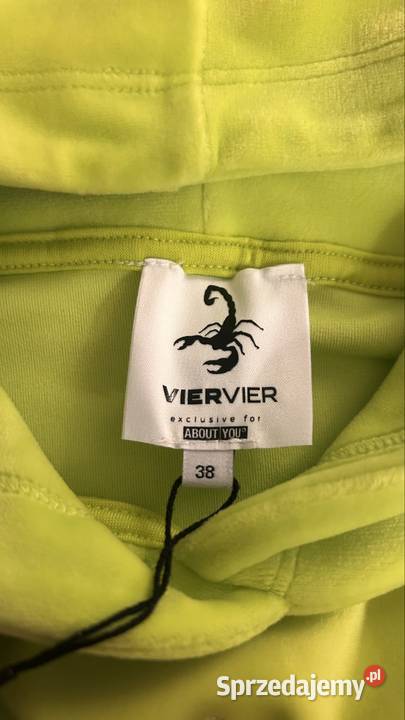 VIERVIER
exclusive for
ABOUT YOU°
38
Sprzedajemy.pl